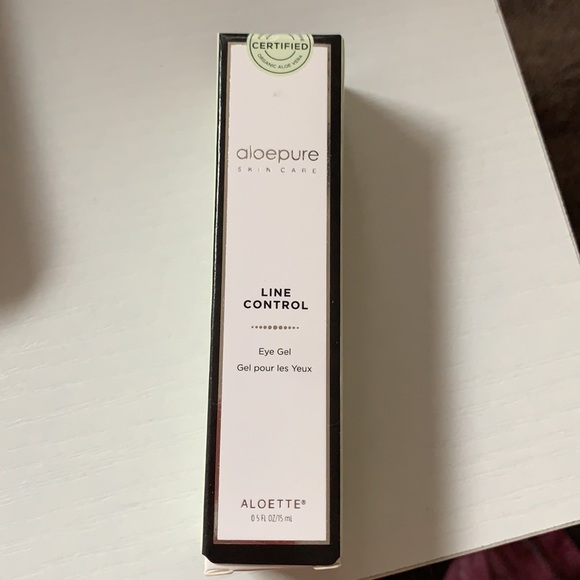 CERTIFIED
ORGANIC ALOE VERA
aloepure
SKIN CARE
LINE
CONTROL
Eye Gel
Gel pour les Yeux
ALOETTE®
0.5 FL OZ/15 mL